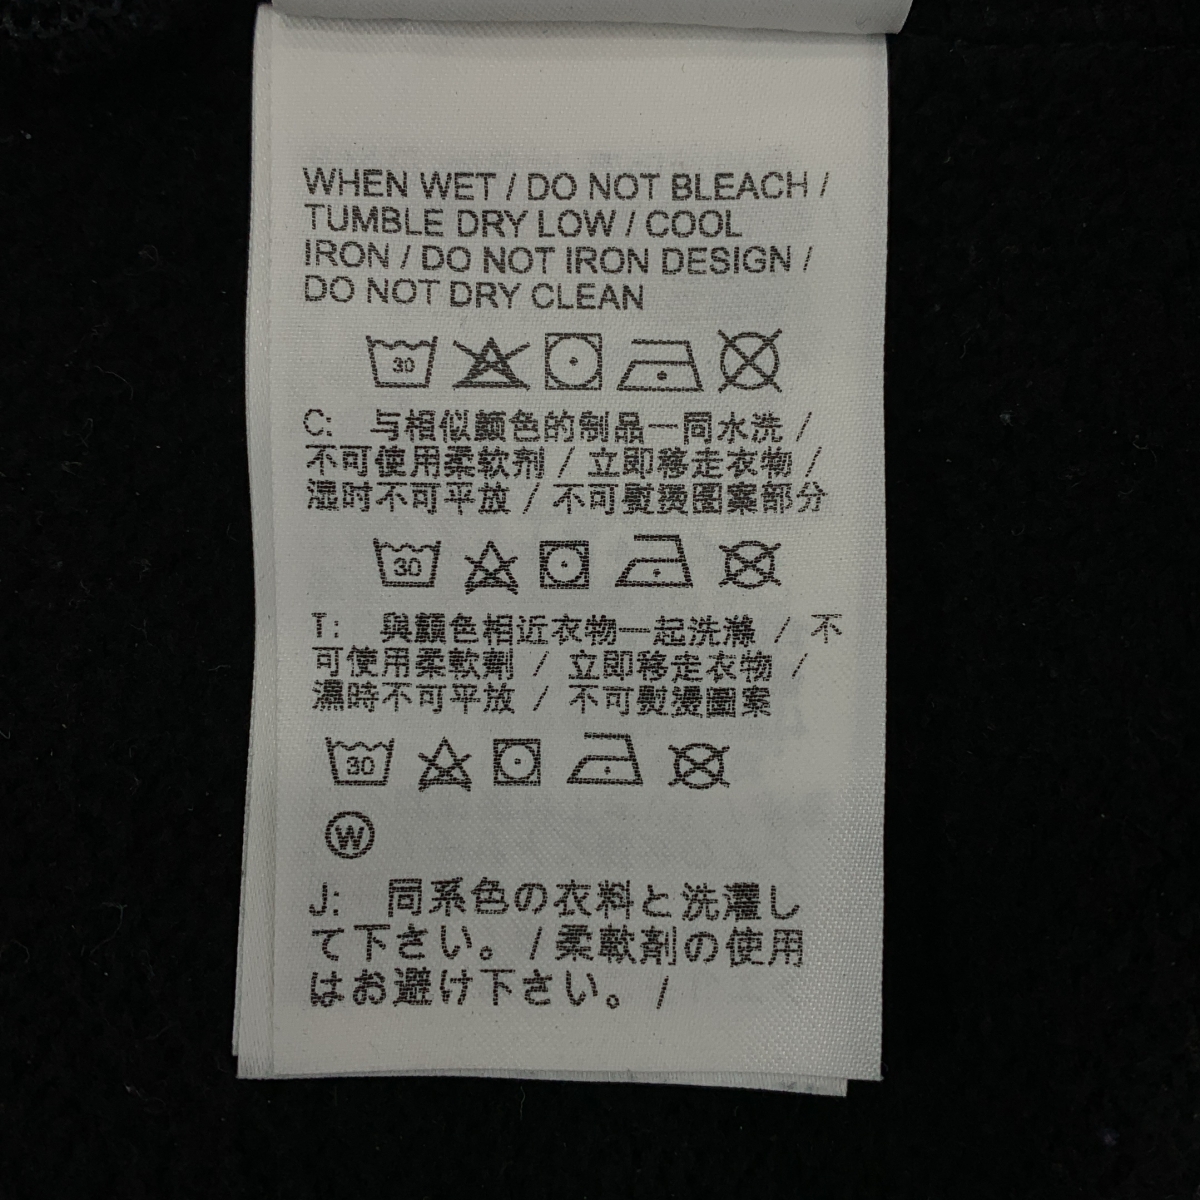 WHEN WET / DO NOT BLEACH /
TUMBLE DRY LOW / COOL
IRON / DO NOT IRON DESIGN /
DO NOT DRY CLEAN
30
C: 与相似颜色的制品一同水洗 /
不可使用柔软剂 / 立即移走衣物 /
湿时不可平放 / 不可熨烫图案部分
30
T: 與顏色相近衣物一起洗滌 / 不
可使用柔軟劑 / 立即移走衣物 /
濕時不可平放 / 不可熨燙圖案
30
W
J: 同系色の衣料と洗濯し
て下さい。 / 柔軟剤の使用
はお避け下さい。 /